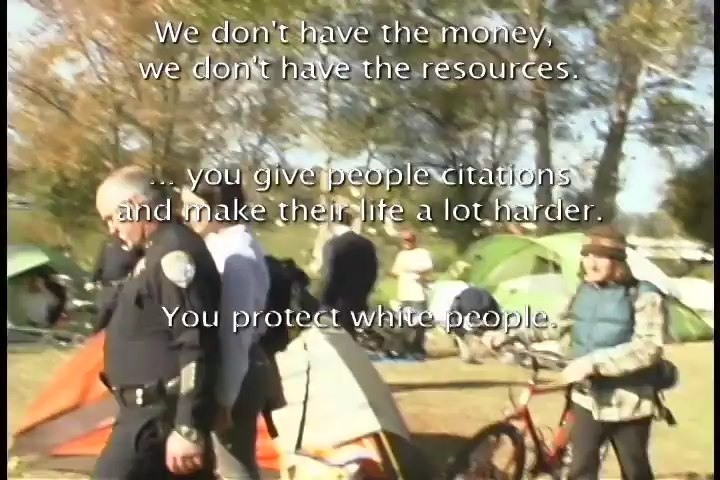 We don't have the money,
we don't have the resources.
... you give people citations
and make their life a lot harder.
You protect white people.